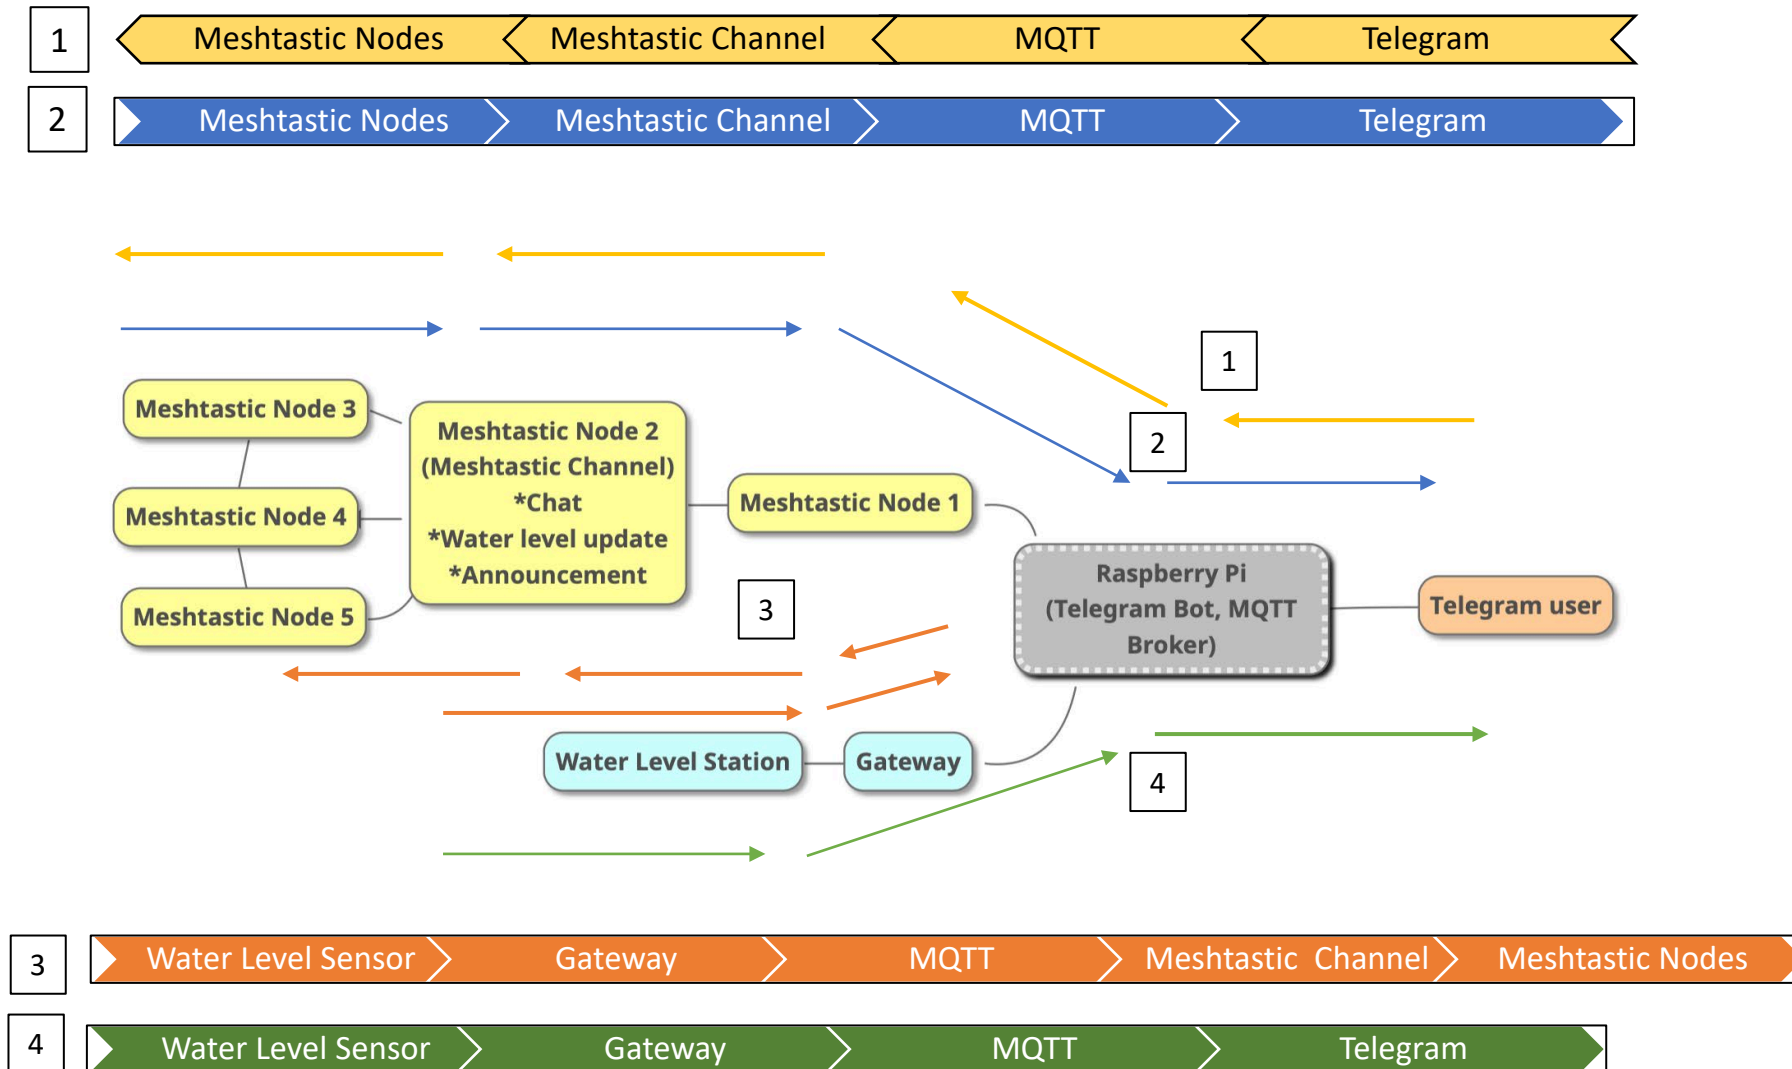 1
Meshtastic Nodes
Meshtastic Channel
MQTT
Telegram
2
Meshtastic Nodes
Meshtastic Channel
MQTT
Telegram
1
2
Meshtastic Node 3
Meshtastic Node 4
Meshtastic Node 5
Meshtastic Node 2
(Meshtastic Channel)
*Chat
*Water level update
*Announcement
Meshtastic Node 1
Raspberry Pi
(Telegram Bot, MQTT
Broker)
Telegram user
3
Water Level Station
Gateway
4
3
Water Level Sensor
Gateway
MQTT
Meshtastic Channel
Meshtastic Nodes
4
Water Level Sensor
Gateway
MQTT
Telegram